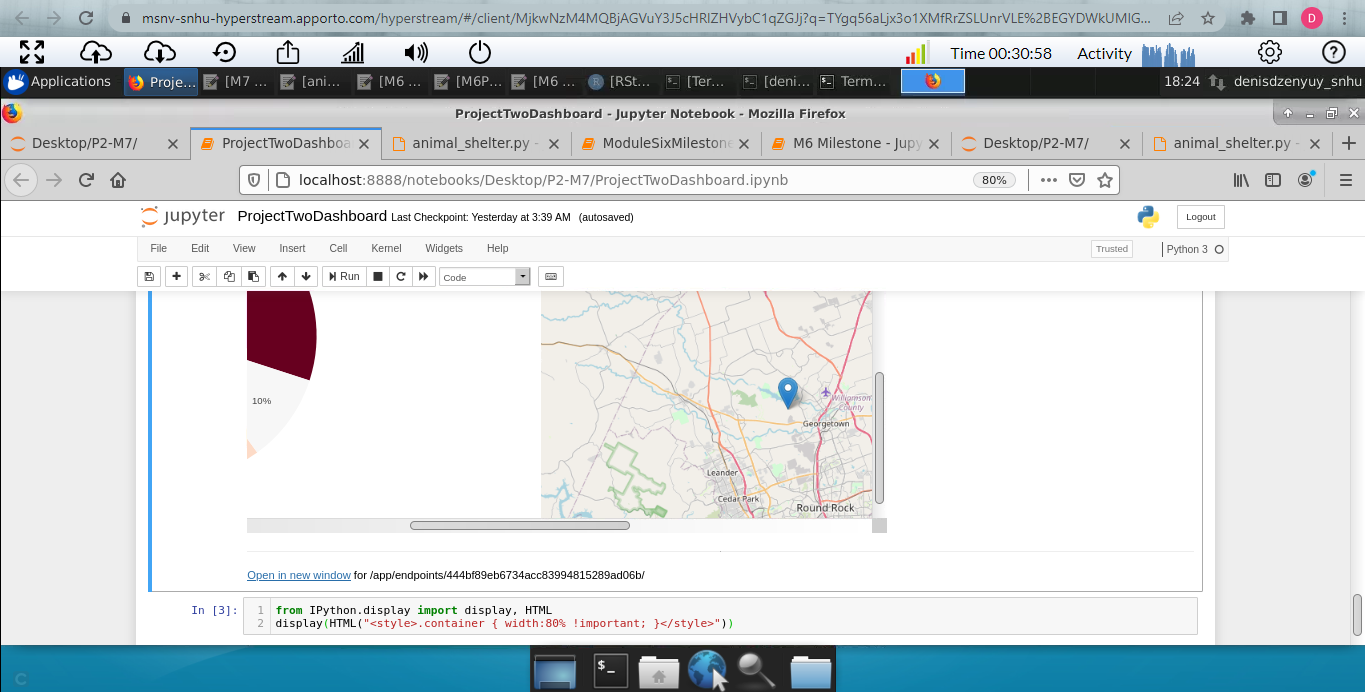 msnv-snhu-hyperstream.apporto.com/hyperstream/#/client/MjkwNzM4MQBjAGVuY3J5cHRlZHVybC1qZGJj?q=TYgq56aLjx3o1XMfRrZSLUnrVLE%2BEGYDWkUMIG... D
Time 00:30:58 Activity
Applications Proje... [M7 ... [ani... [M6 ... [M6P... [M6 ... [RSt... [Ter... [deni... Term... 18:24 denisdzenyuy_snhu
ProjectTwoDashboard - Jupyter Notebook - Mozilla Firefox
Desktop/P2-M7/ ProjectTwoDashboa animal_shelter.py - ModuleSixMilestone M6 Milestone - Jupy Desktop/P2-M7/ animal_shelter.py -
localhost:8888/notebooks/Desktop/P2-M7/ProjectTwoDashboard.ipynb 80%
jupyter ProjectTwoDashboard Last Checkpoint: Yesterday at 3:39 AM (autosaved) Logout
File Edit View Insert Cell Kernel Widgets Help Trusted Python 3
Run Code
10%
Williamson
County
Georgetown
Leander
Cedar Park
Round Rock
Open in new window for /app/endpoints/444bf89eb6734acc83994815289ad06b/
In [3]: 1 from IPython.display import display, HTML
2 display(HTML("<style>.container { width:80% !important; }</style>"))